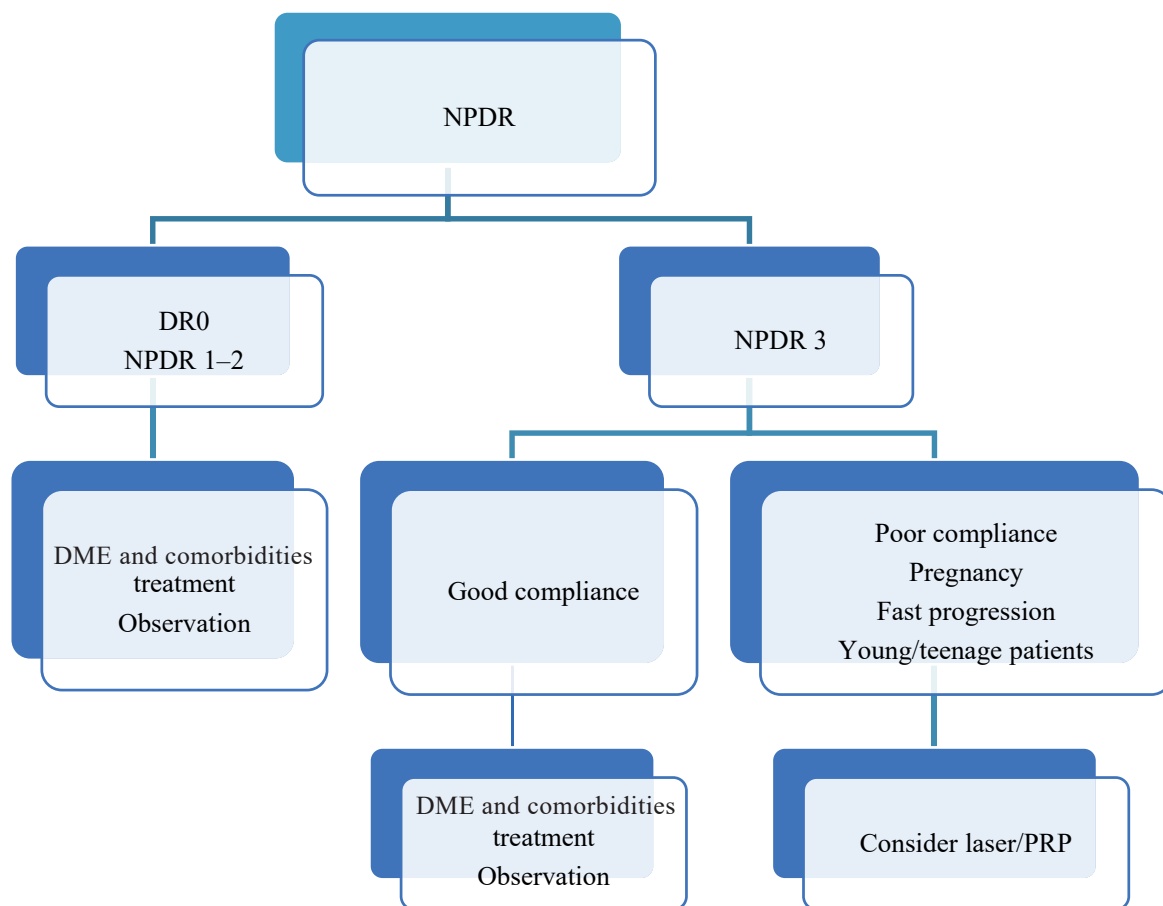 NPDR
DR0
NPDR 1–2
NPDR 3
DME and comorbidities
treatment
Observation
Good compliance
Poor compliance
Pregnancy
Fast progression
Young/teenage patients
DME and comorbidities
treatment
Observation
Consider laser/PRP